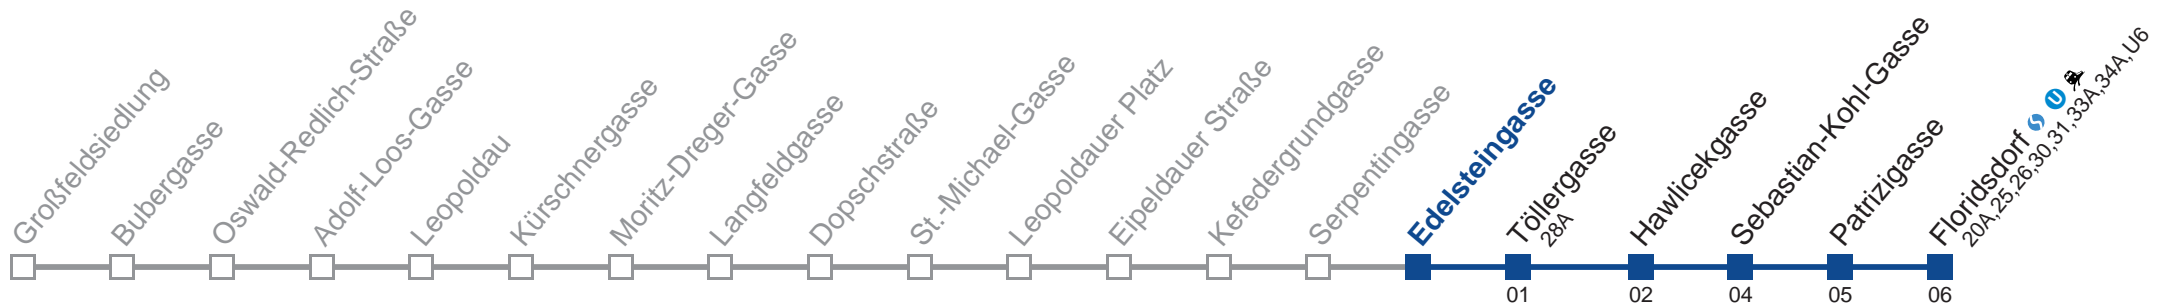 Großfeldsiedlung
Bubergasse
Oswald-Redlich-Straße
Adolf-Loos-Gasse
Leopoldau
Kürschnergasse
Moritz-Dreger-Gasse
Langfeldgasse
Dopschstraße
St.-Michael-Gasse
Leopoldauer Platz
Eipeldauer Straße
Kefedergrundgasse
Serpentingasse
Edelsteingasse
Töllergasse
28A
Hawlicekgasse
Sebastian-Kohl-Gasse
Patrizigasse
Floridsdorf S U
20A,25,26,30,31,33A,34A,U6
01 02 04 05 06